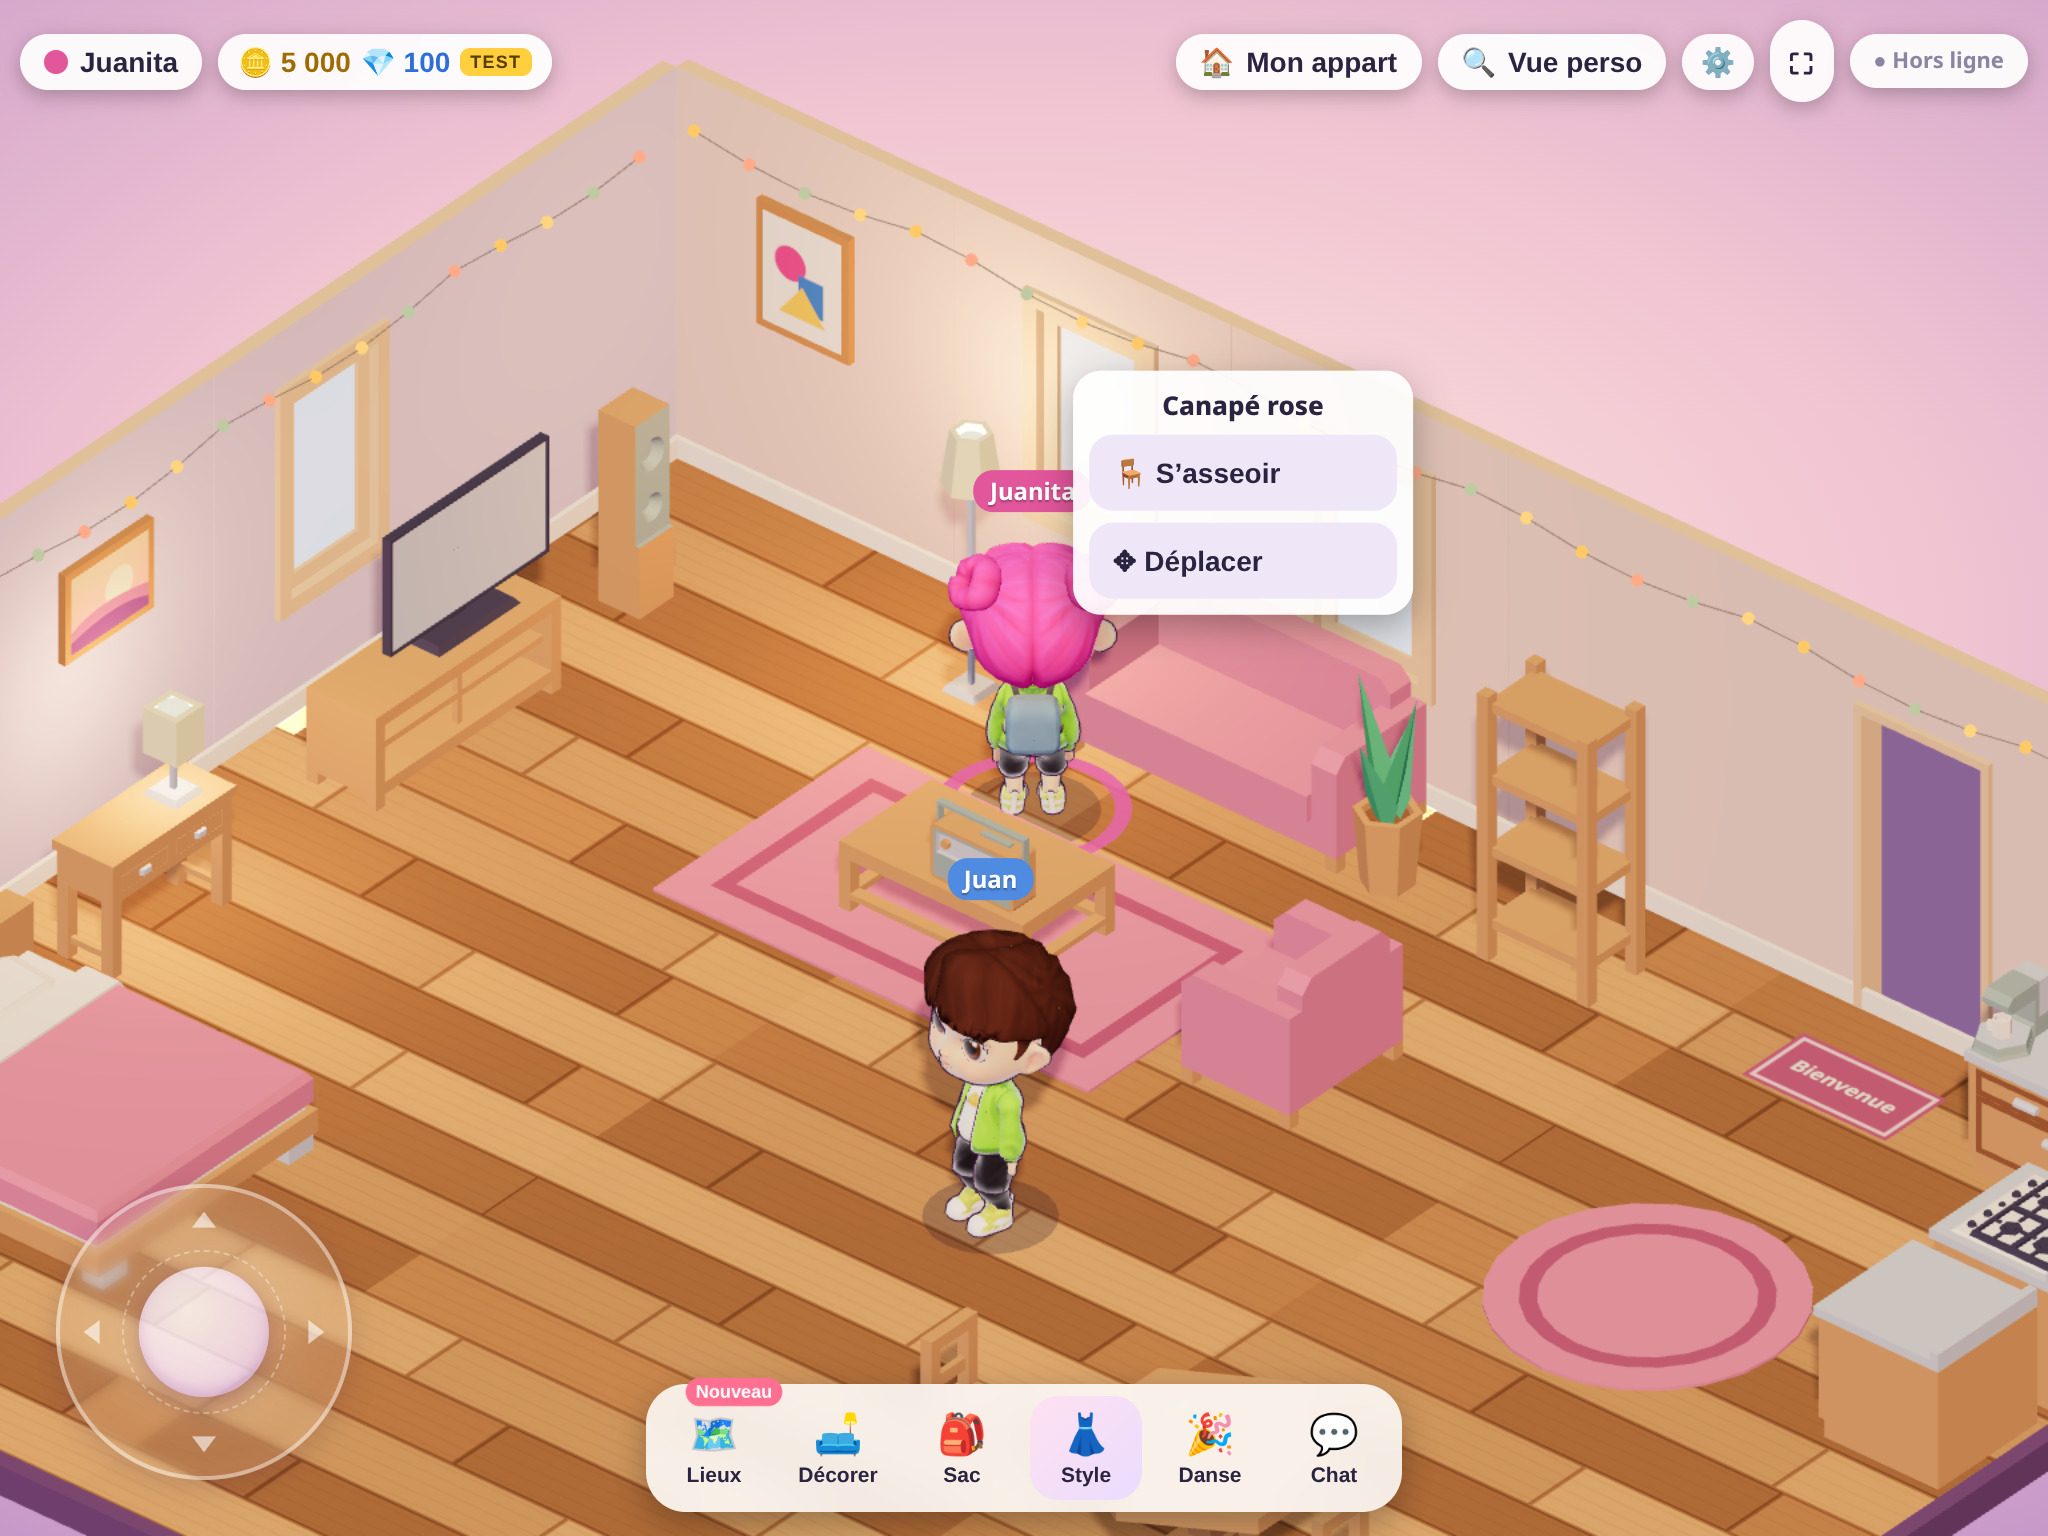 Juanita
5 000 100 TEST
Mon appart
Vue perso
Hors ligne
Canapé rose
S’asseoir
Déplacer
Juanita
Juan
Bienvenue
Nouveau
Lieux
Décorer
Sac
Style
Danse
Chat